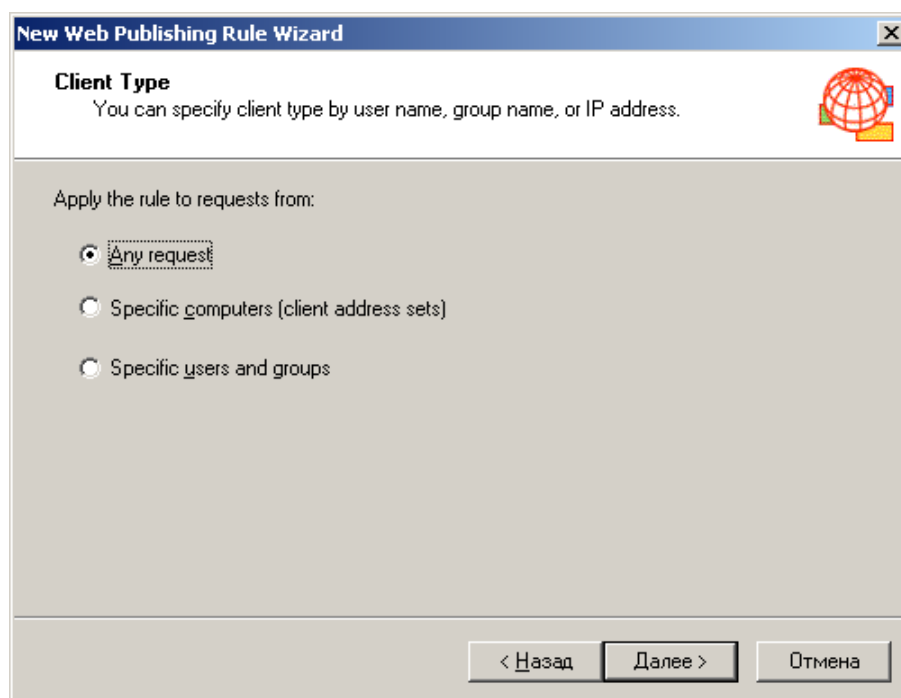 New Web Publishing Rule Wizard
Client Type
You can specify client type by user name, group name, or IP address.
Apply the rule to requests from:
Any request
Specific computers (client address sets)
Specific users and groups
< Назад
Далее >
Отмена